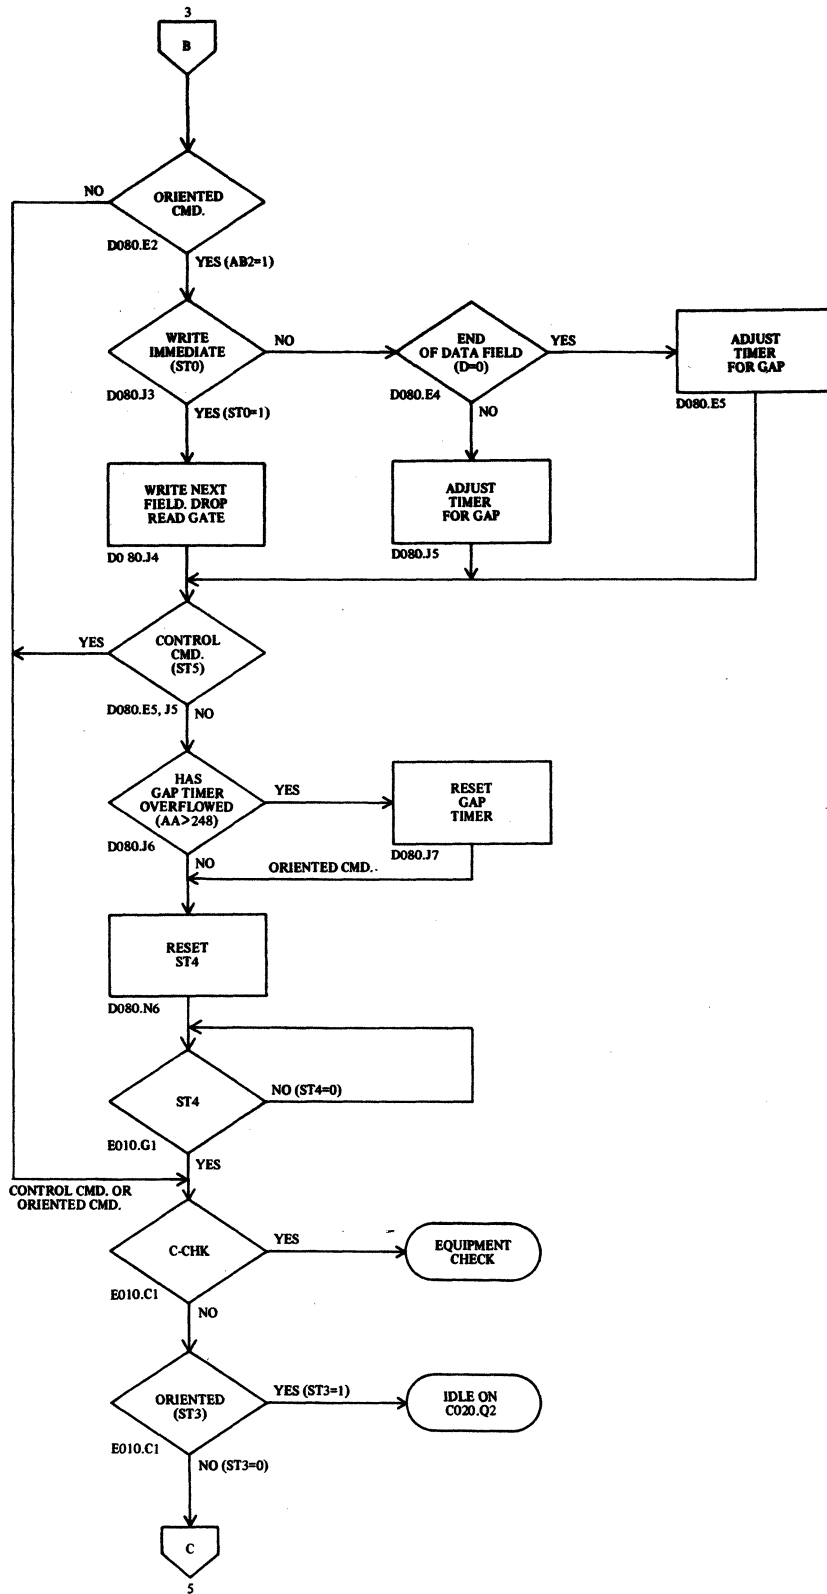 3
B
NO
ORIENTED
CMD.
D080.E2
YES (AB2=1)
WRITE
IMMEDIATE
(ST0)
NO
END
OF DATA FIELD
(D=0)
YES
ADJUST
TIMER
FOR GAP
D080.J3
YES (ST0=1)
D080.E4
NO
D080.E5
WRITE NEXT
FIELD. DROP
READ GATE
ADJUST
TIMER
FOR GAP
D0 80.J4
D080.J5
YES
CONTROL
CMD.
(ST5)
D080.E5, J5
NO
HAS
GAP TIMER
OVERFLOWED
(AA>248)
YES
RESET
GAP
TIMER
D080.J6
NO
ORIENTED CMD.
D080.J7
RESET
ST4
D080.N6
ST4
NO (ST4=0)
E010.G1
YES
CONTROL CMD. OR
ORIENTED CMD.
C-CHK
YES
EQUIPMENT
CHECK
E010.C1
NO
ORIENTED
(ST3)
YES (ST3=1)
IDLE ON
C020.Q2
E010.C1
NO (ST3=0)
C
5